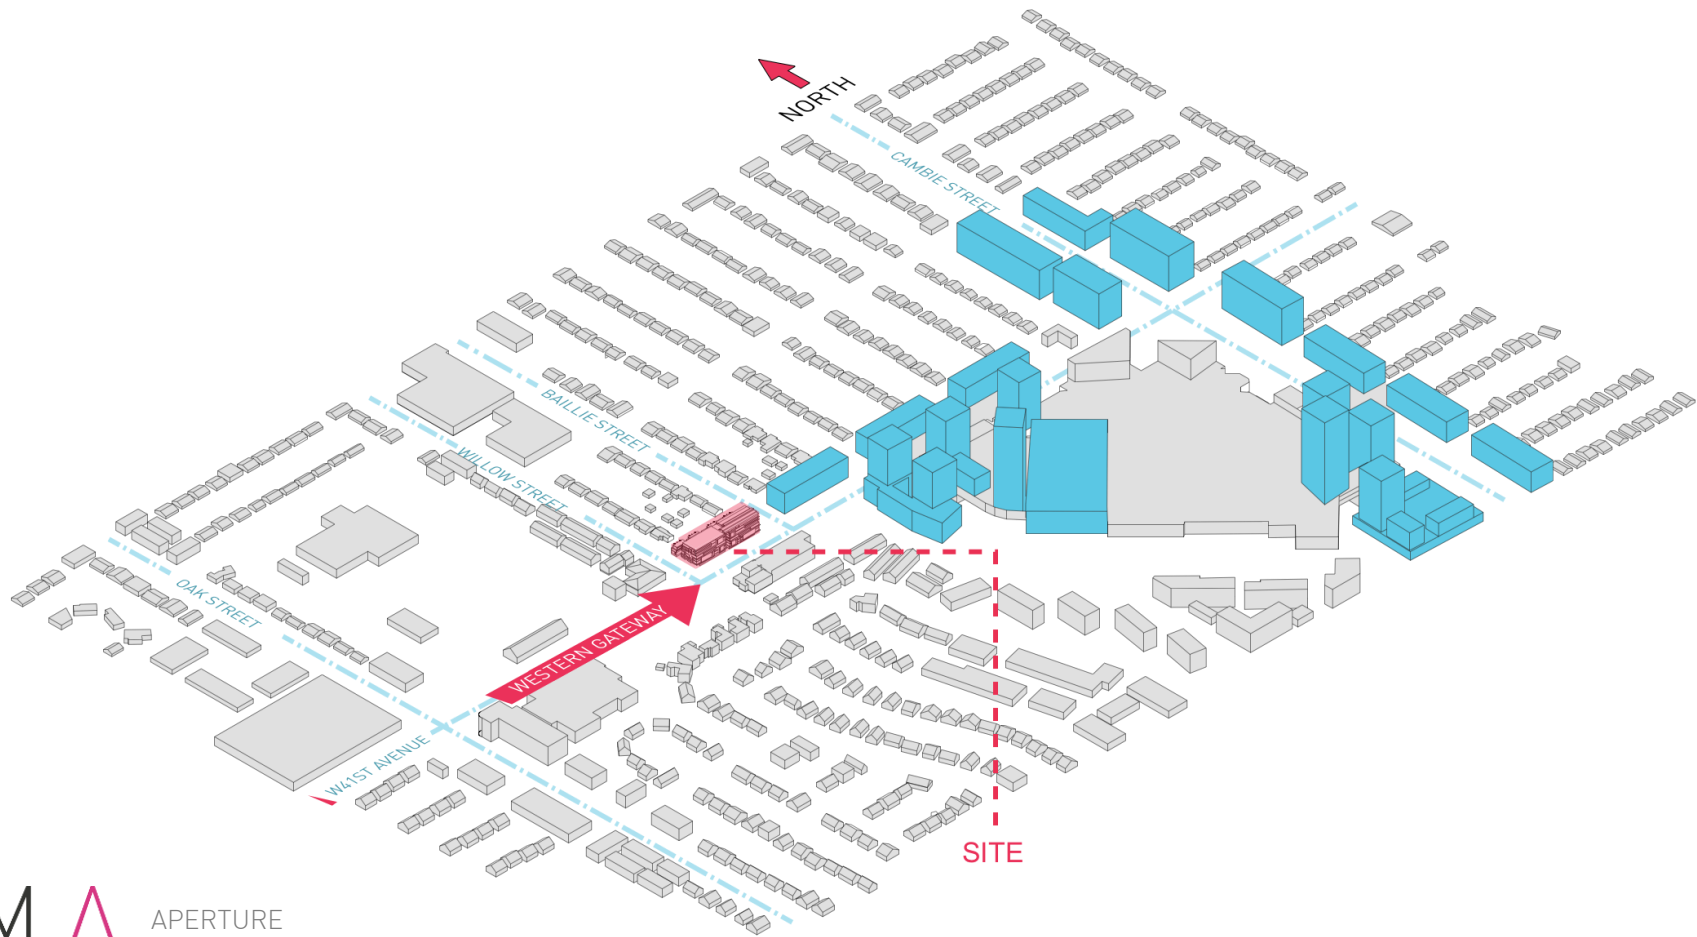 NORTH
CAMBIE STREET
BAILLIE STREET
WILLOW STREET
OAK STREET
WESTERN GATEWAY
W41ST AVENUE
SITE
APERTURE